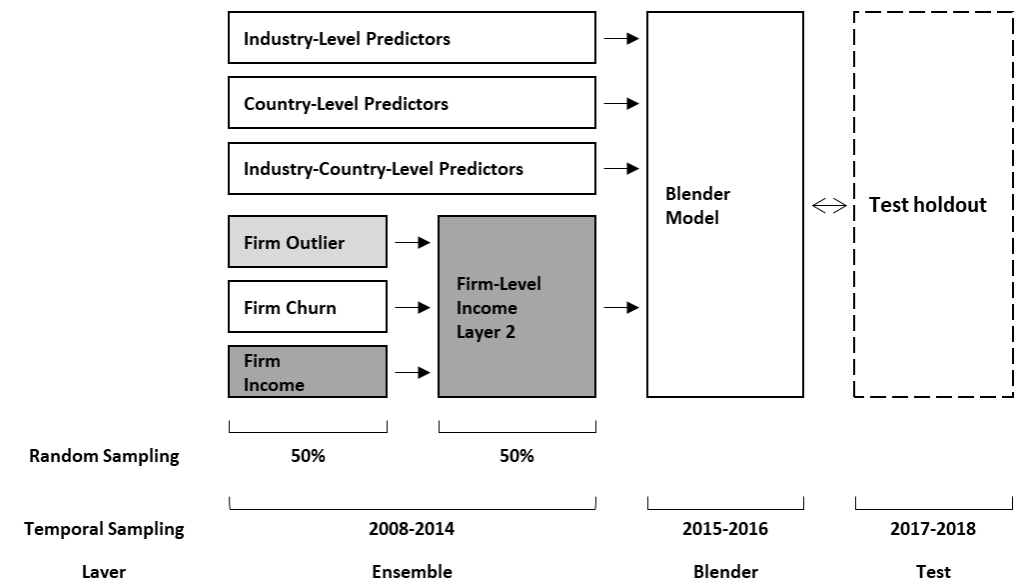 Industry-Level Predictors
Country-Level Predictors
Industry-Country-Level Predictors
Firm Outlier
Firm Churn
Firm
Income
Firm-Level
Income
Layer 2
Blender
Model
Test holdout
Random Sampling
50%
50%
Temporal Sampling
2008-2014
2015-2016
2017-2018
Layer
Ensemble
Blender
Test